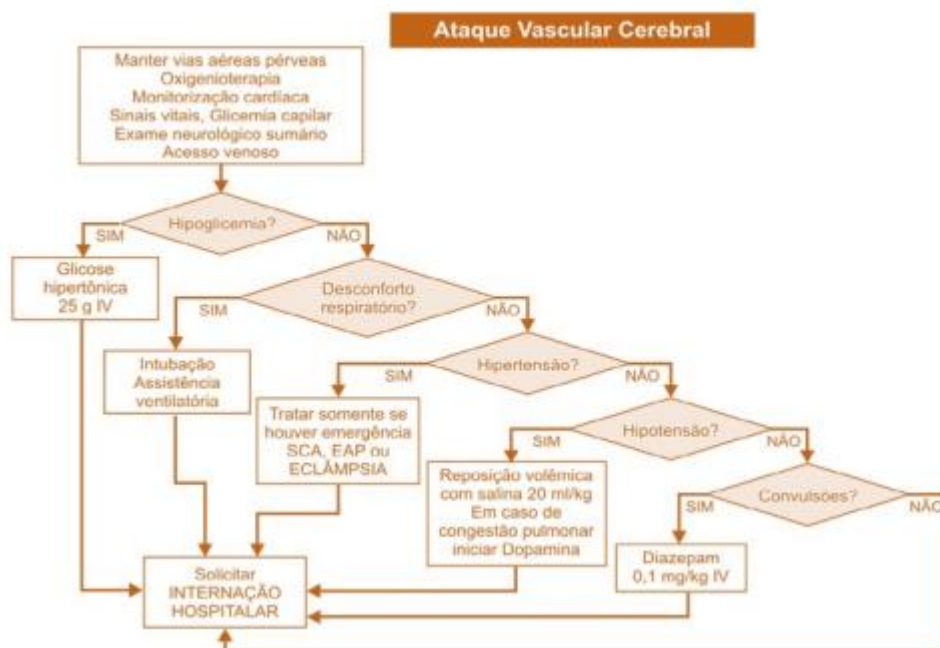 Ataque Vascular Cerebral
Manter vias aéreas pérveas
Oxigenioterapia
Monitorização cardíaca
Sinais vitais, Glicemia capilar
Exame neurológico sumário
Acesso venoso
Hipoglicemia?
SIM
NÃO
Glicose
hipertônica
25 g IV
Desconforto
respiratório?
SIM
NÃO
Intubação
Assistência
ventilatória
Hipertensão?
SIM
NÃO
Tratar somente se
houver emergência
SCA, EAP ou
ECLÂMPSIA
Hipotensão?
SIM
NÃO
Reposição volêmica
com salina 20 ml/kg
Em caso de
congestão pulmonar
iniciar Dopamina
Convulsões?
SIM
NÃO
Diazepam
0,1 mg/kg IV
Solicitar
INTERNAÇÃO
HOSPITALAR